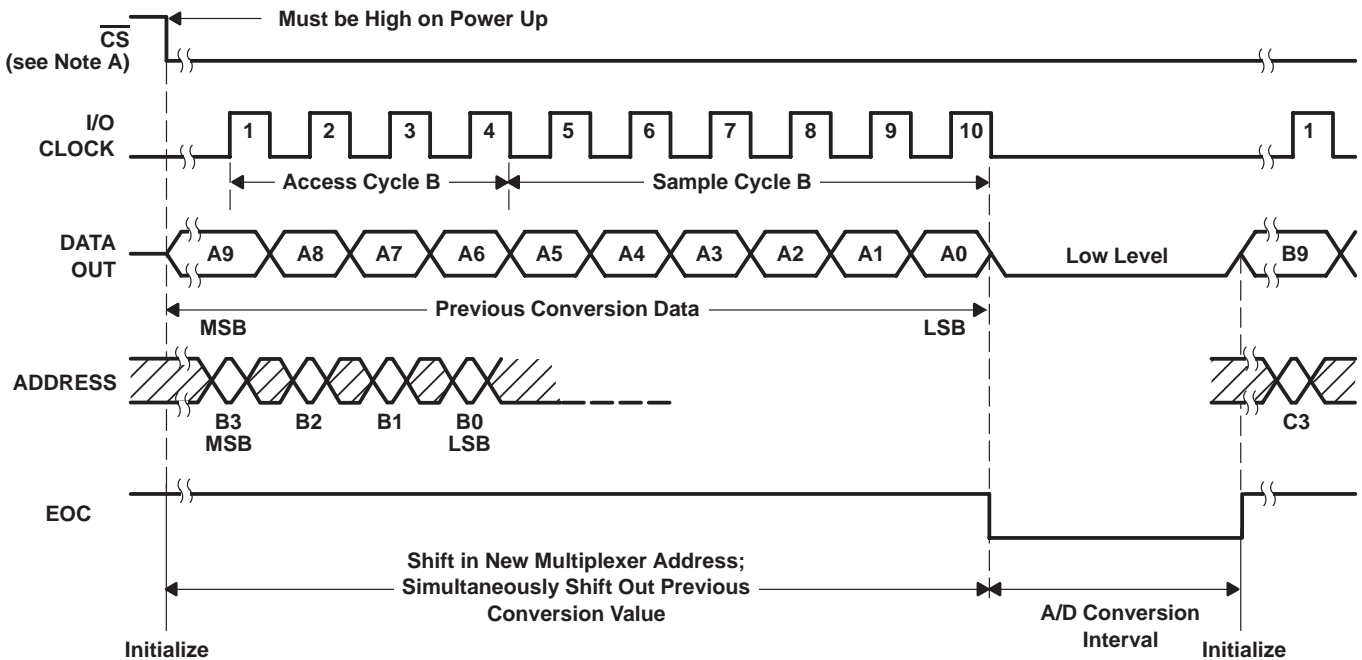 Must be High on Power Up
CS
(see Note A)
I/O
CLOCK
1 2 3 4 5 6 7 8 9 10 1
Access Cycle B Sample Cycle B
DATA
OUT
A9 A8 A7 A6 A5 A4 A3 A2 A1 A0 Low Level B9
Previous Conversion Data
MSB LSB
ADDRESS
B3 B2 B1 B0 C3
MSB LSB
EOC
Shift in New Multiplexer Address;
Simultaneously Shift Out Previous
Conversion Value
A/D Conversion
Interval
Initialize Initialize